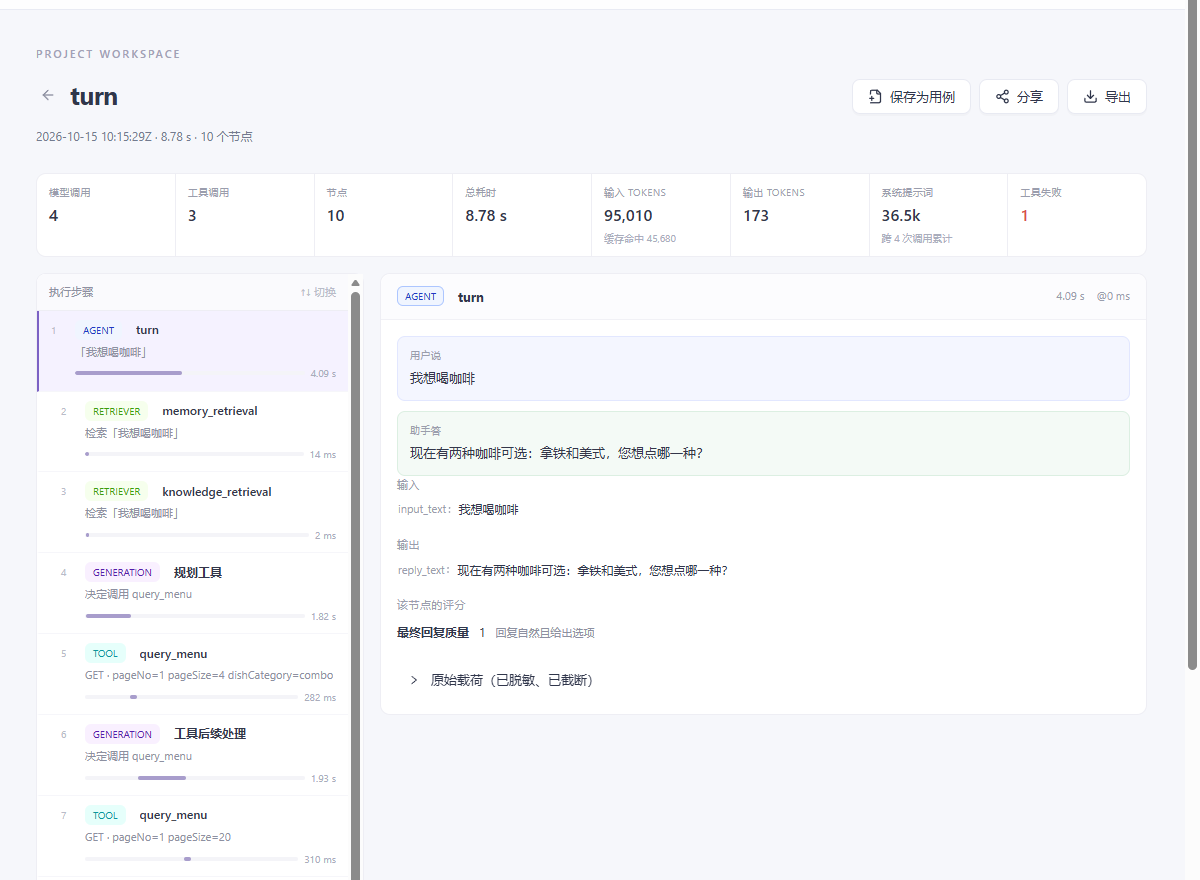 PROJECT WORKSPACE
turn
保存为用例
分享
导出
2026-10-15 10:15:29Z · 8.78 s · 10 个节点
模型调用
4
工具调用
3
节点
10
总耗时
8.78 s
输入 TOKENS
95,010
缓存命中 45,680
输出 TOKENS
173
系统提示词
36.5k
跨 4 次调用累计
工具失败
1
执行步骤
↑↓ 切换
1 AGENT turn
「我想喝咖啡」
4.09 s
2 RETRIEVER memory_retrieval
检索「我想喝咖啡」
14 ms
3 RETRIEVER knowledge_retrieval
检索「我想喝咖啡」
2 ms
4 GENERATION 规划工具
决定调用 query_menu
1.82 s
5 TOOL query_menu
GET · pageNo=1 pageSize=4 dishCategory=combo
282 ms
6 GENERATION 工具后续处理
决定调用 query_menu
1.93 s
7 TOOL query_menu
GET · pageNo=1 pageSize=20
310 ms
AGENT turn
4.09 s @0 ms
用户说
我想喝咖啡
助手答
现在有两种咖啡可选：拿铁和美式，您想点哪一种？
输入
input_text: 我想喝咖啡
输出
reply_text: 现在有两种咖啡可选：拿铁和美式，您想点哪一种？
该节点的评分
最终回复质量 1 回复自然且给出选项
原始载荷（已脱敏、已截断）